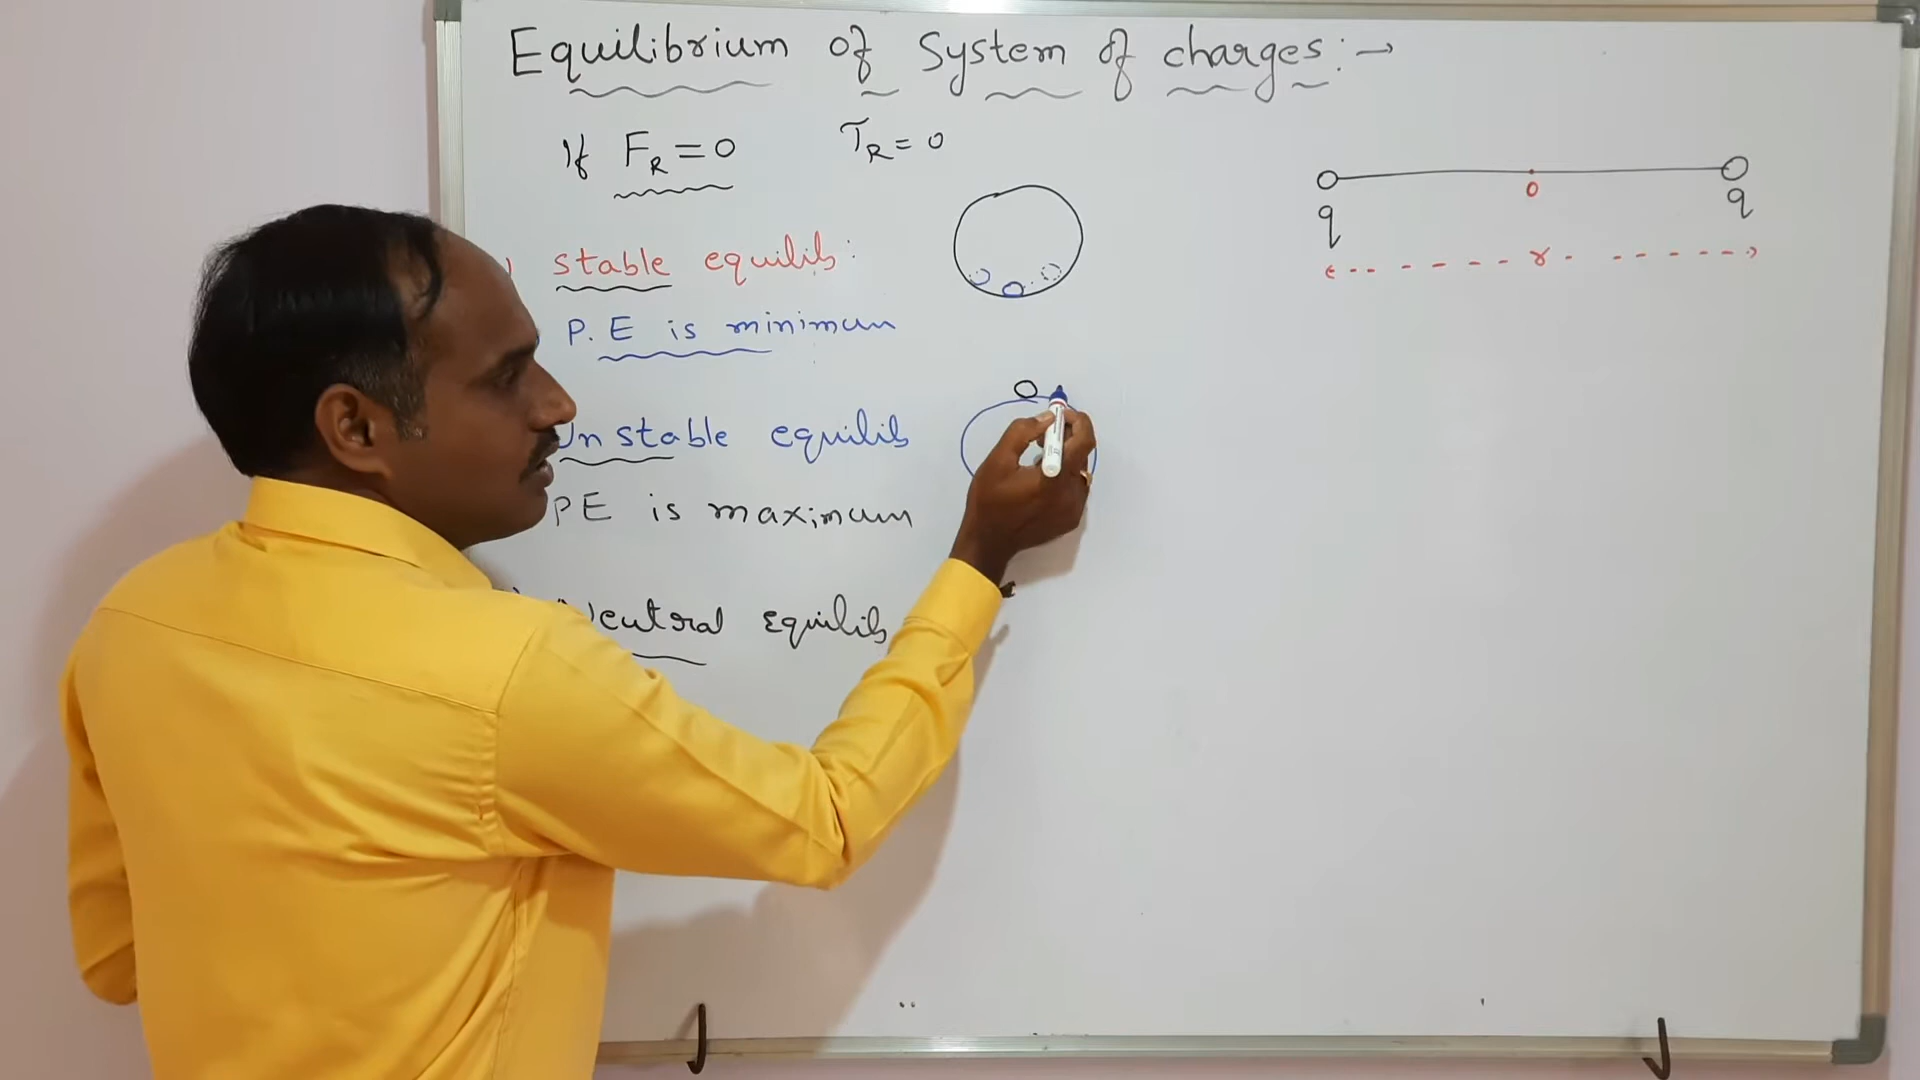 Equilibrium of System of charges:→
If F_R = 0 T_R = 0
stable equilib:
P.E is minimum
Unstable equilib
PE is maximum
Neutral equilib
O
q q
r